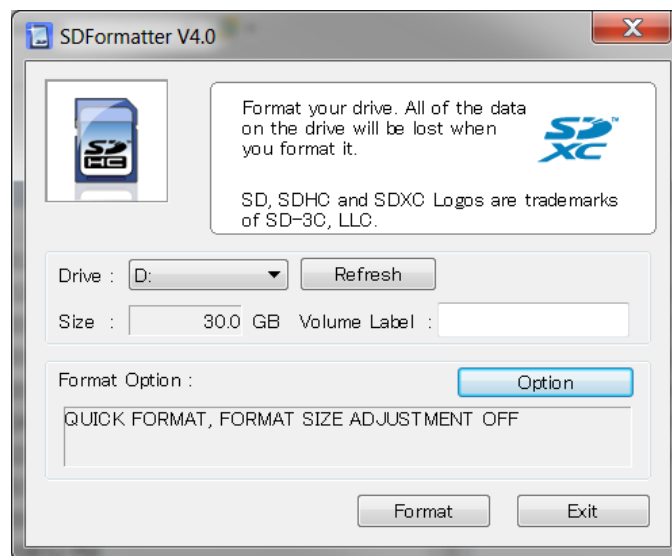 SDFormatter V4.0
SD
HC
Format your drive. All of the data
on the drive will be lost when
you format it.
SD
XC™
SD, SDHC and SDXC Logos are trademarks
of SD-3C, LLC.
Drive : D: Refresh
Size : 30.0 GB Volume Label :
Format Option : Option
QUICK FORMAT, FORMAT SIZE ADJUSTMENT OFF
Format Exit